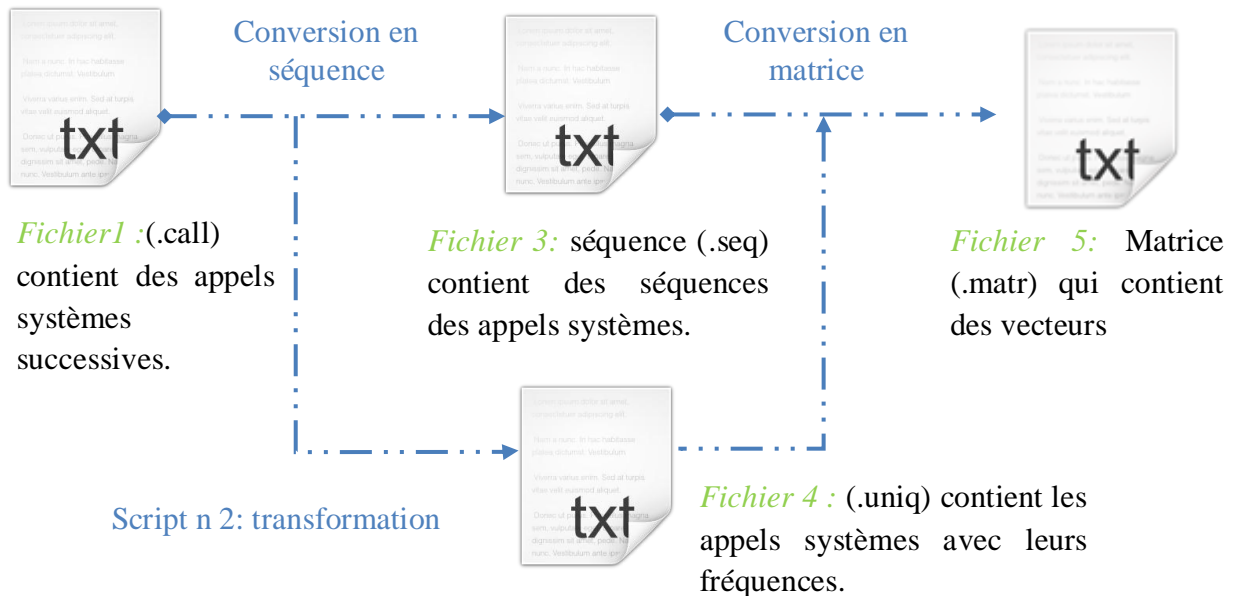 Conversion en
séquence
Conversion en
matrice
txt
txt
txt
Fichier1 :(.call)
contient des appels
systèmes
successives.
Fichier 3: séquence (.seq)
contient des séquences
des appels systèmes.
Fichier 5: Matrice
(.matr) qui contient
des vecteurs
txt
Script n 2: transformation
Fichier 4 : (.uniq) contient les
appels systèmes avec leurs
fréquences.